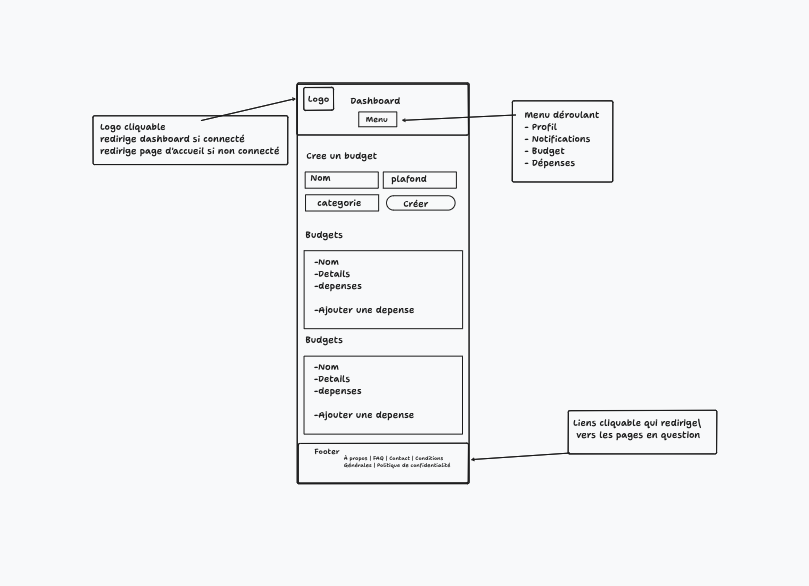 Logo
Dashboard
Menu
Logo cliquable
redirige dashboard si connecté
redirige page d'accueil si non connecté
Menu déroulant
- Profil
- Notifications
- Budget
- Dépenses
Cree un budget
Nom
plafond
categorie
Créer
Budgets
-Nom
-Details
-depenses
-Ajouter une depense
Budgets
-Nom
-Details
-depenses
-Ajouter une depense
Footer
À propos | FAQ | Contact | Conditions
Générales | Politique de confidentialité
Liens cliquable qui redirige\
vers les pages en question